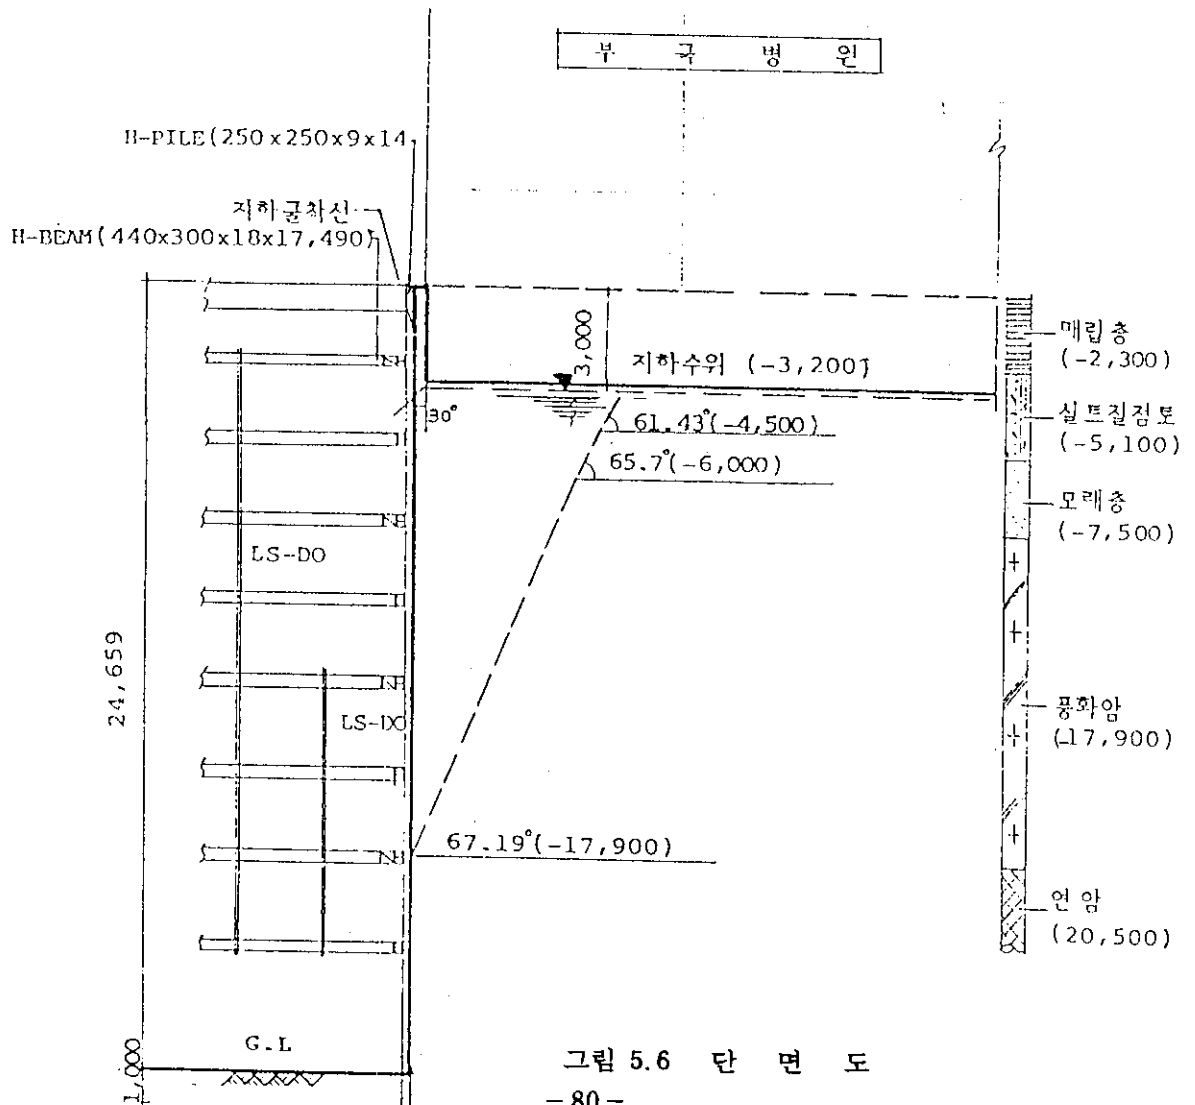 부 국 병 원
H-PILE(250x250x9x14
지하굴착선
H-BEAM(440x300x18x17,490)
3,000
지하수위 (-3,200)
매립층
(-2,300)
30°
61.43°(-4,500)
65.7°(-6,000)
실트질점토
(-5,100)
모래층
(-7,500)
LS-DO
24,659
LS-DO
풍화암
(-17,900)
67.19°(-17,900)
연암
(20,500)
G.L
1,000
그림 5.6 단 면 도
-80-